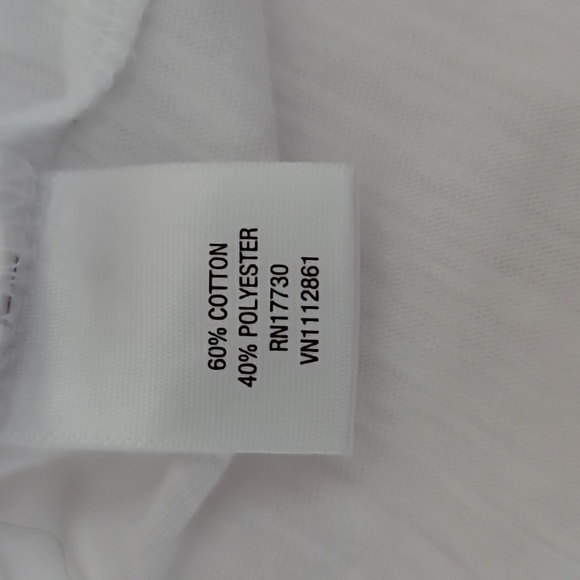 60% COTTON
40% POLYESTER
RN17730
VN1112861